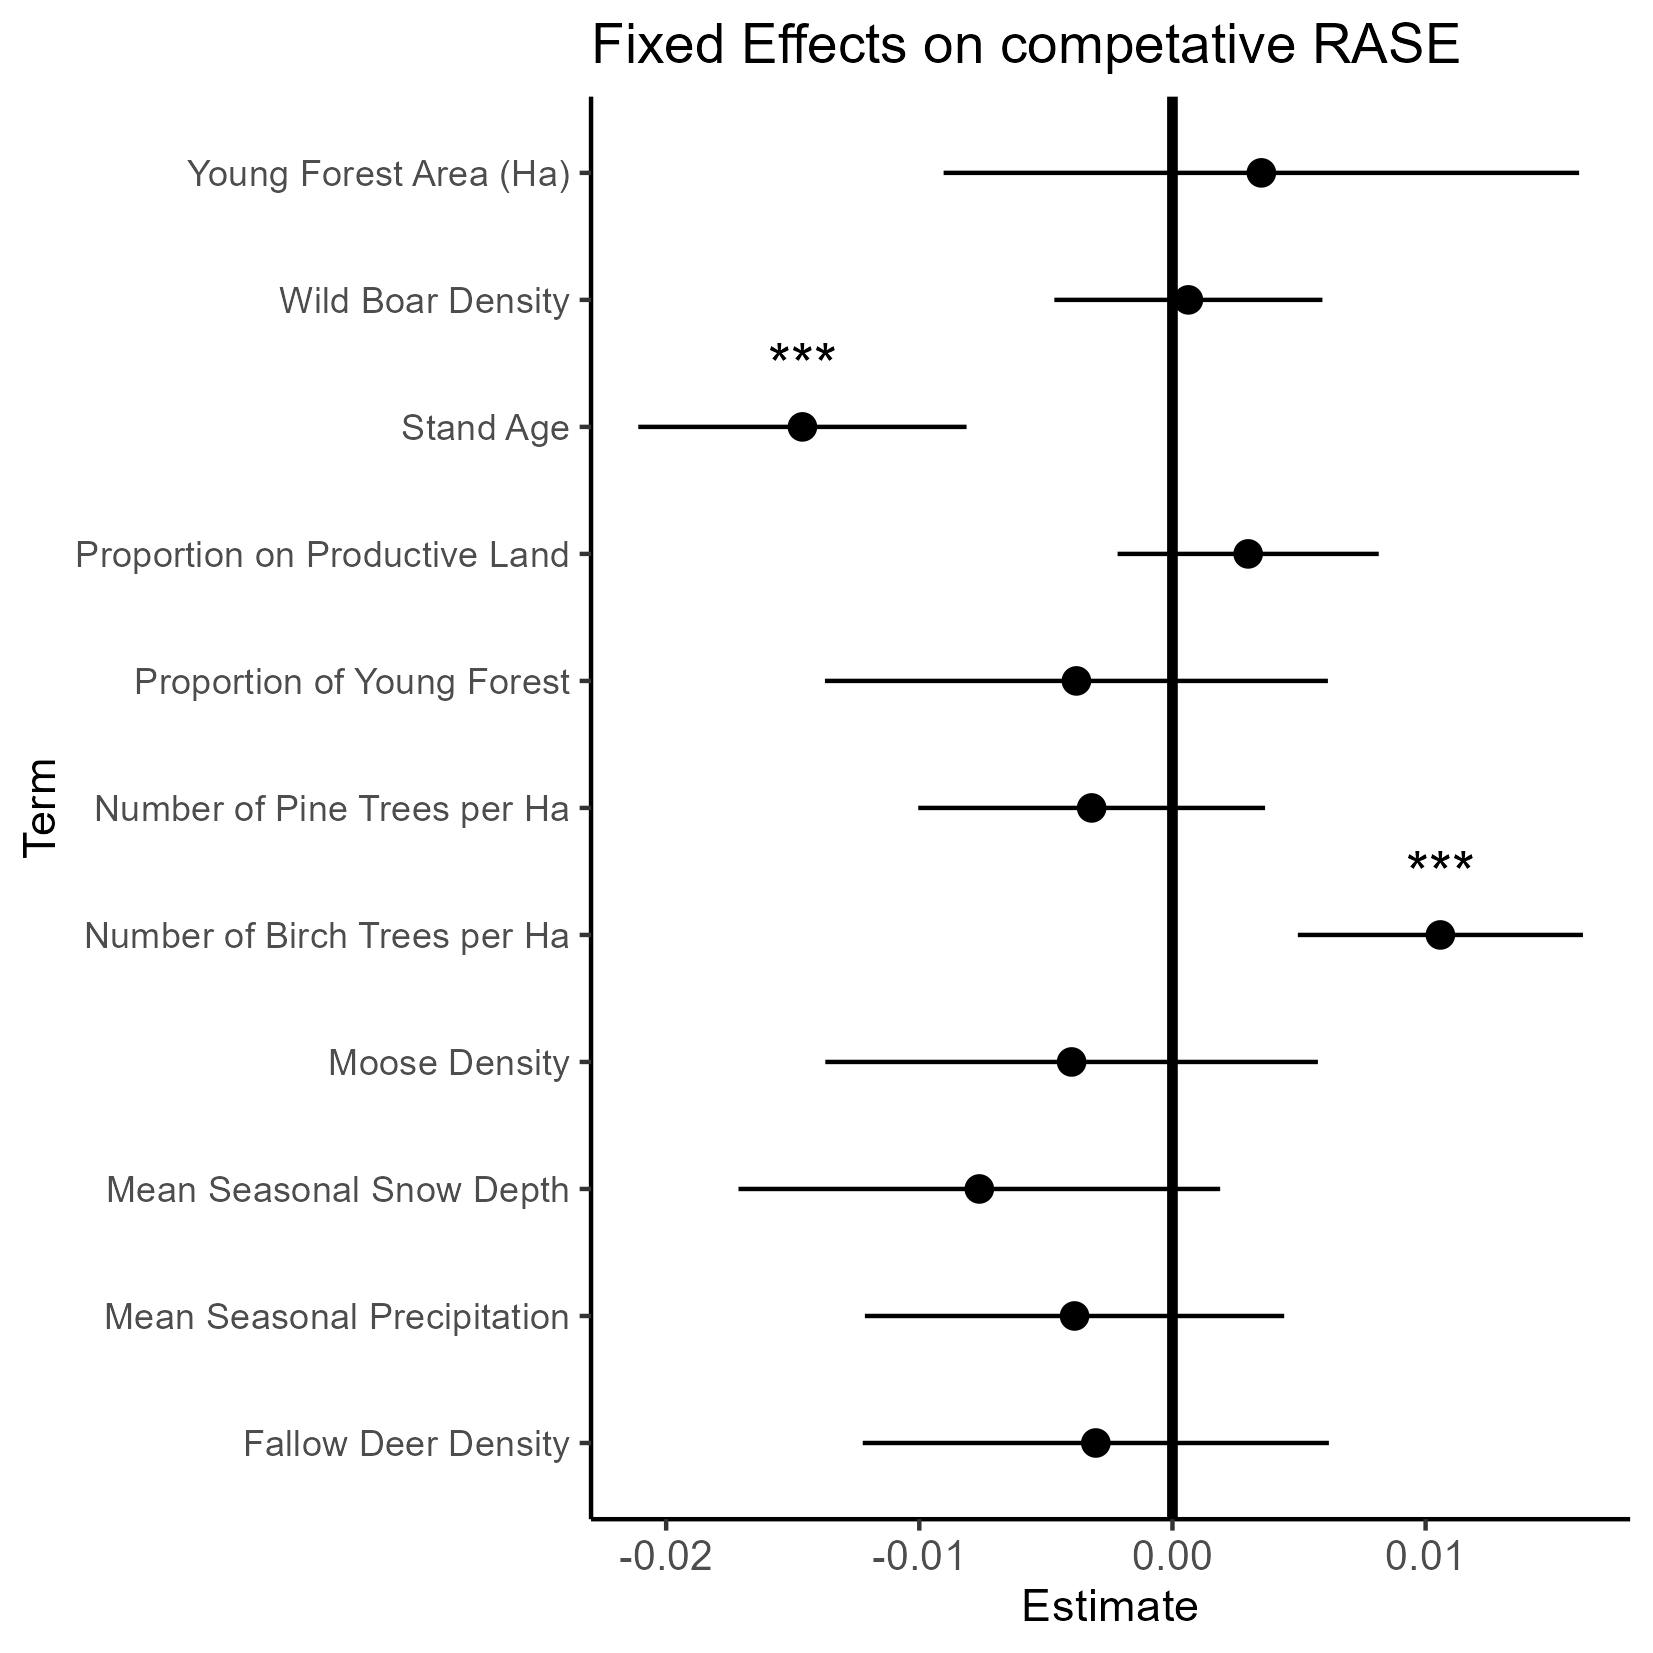 Fixed Effects on competative RASE
Young Forest Area (Ha)
Wild Boar Density
***
Stand Age
Proportion on Productive Land
Proportion of Young Forest
Term
Number of Pine Trees per Ha
***
Number of Birch Trees per Ha
Moose Density
Mean Seasonal Snow Depth
Mean Seasonal Precipitation
Fallow Deer Density
-0.02 -0.01 0.00 0.01
Estimate